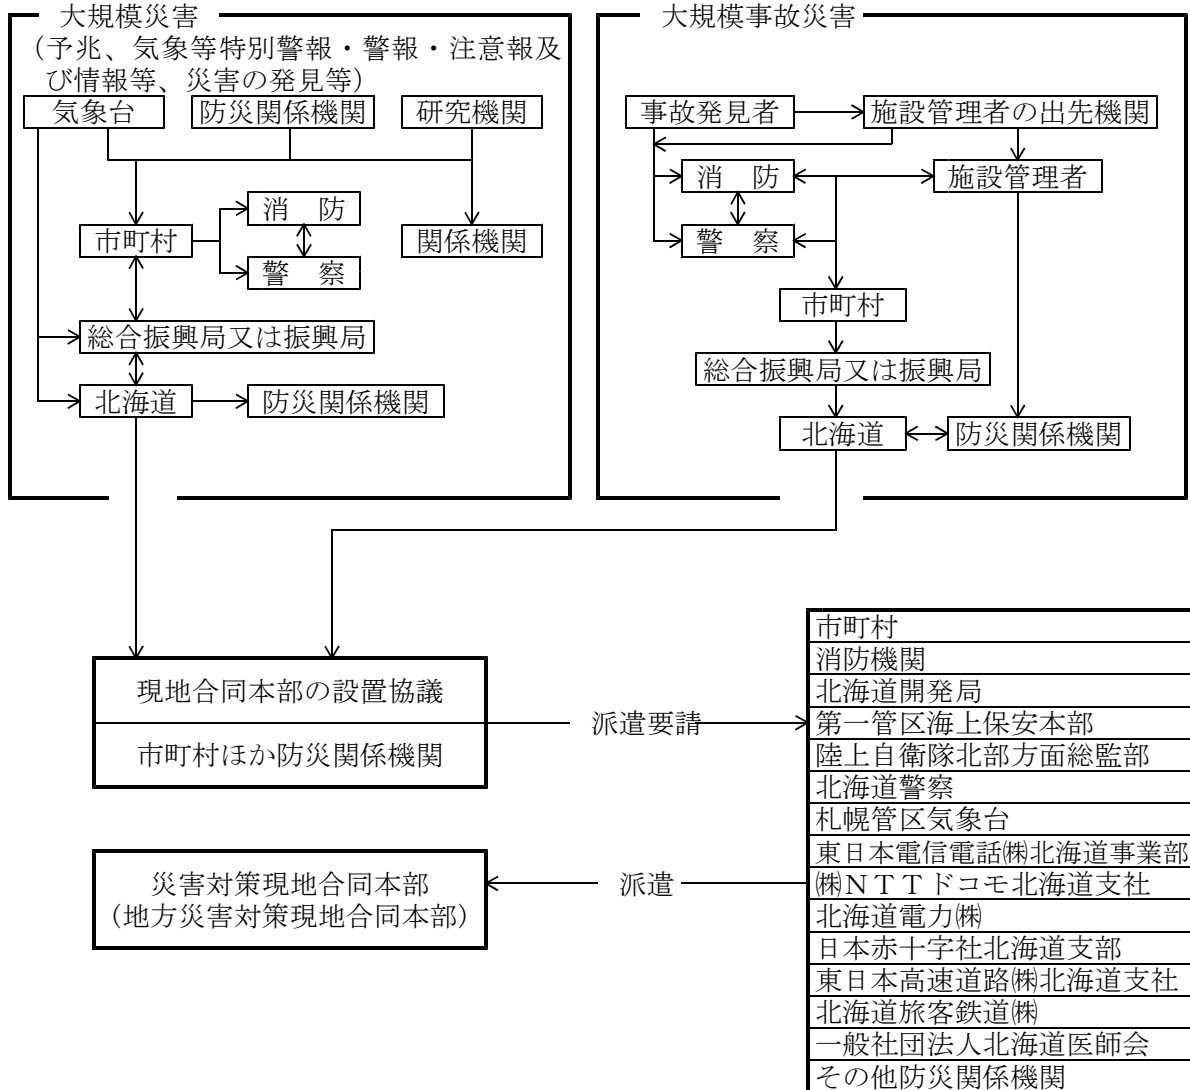 大規模災害
（予兆、気象等特別警報・警報・注意報及
び情報等、災害の発見等）
気象台
防災関係機関
研究機関
市町村
消　防
警　察
関係機関
総合振興局又は振興局
北海道
防災関係機関
大規模事故災害
事故発見者
施設管理者の出先機関
消　防
施設管理者
警　察
市町村
総合振興局又は振興局
北海道
防災関係機関
現地合同本部の設置協議
市町村ほか防災関係機関
派遣要請
災害対策現地合同本部
（地方災害対策現地合同本部）
派遣
市町村
消防機関
北海道開発局
第一管区海上保安本部
陸上自衛隊北部方面総監部
北海道警察
札幌管区気象台
東日本電信電話㈱北海道事業部
㈱ＮＴＴドコモ北海道支社
北海道電力㈱
日本赤十字社北海道支部
東日本高速道路㈱北海道支社
北海道旅客鉄道㈱
一般社団法人北海道医師会
その他防災関係機関